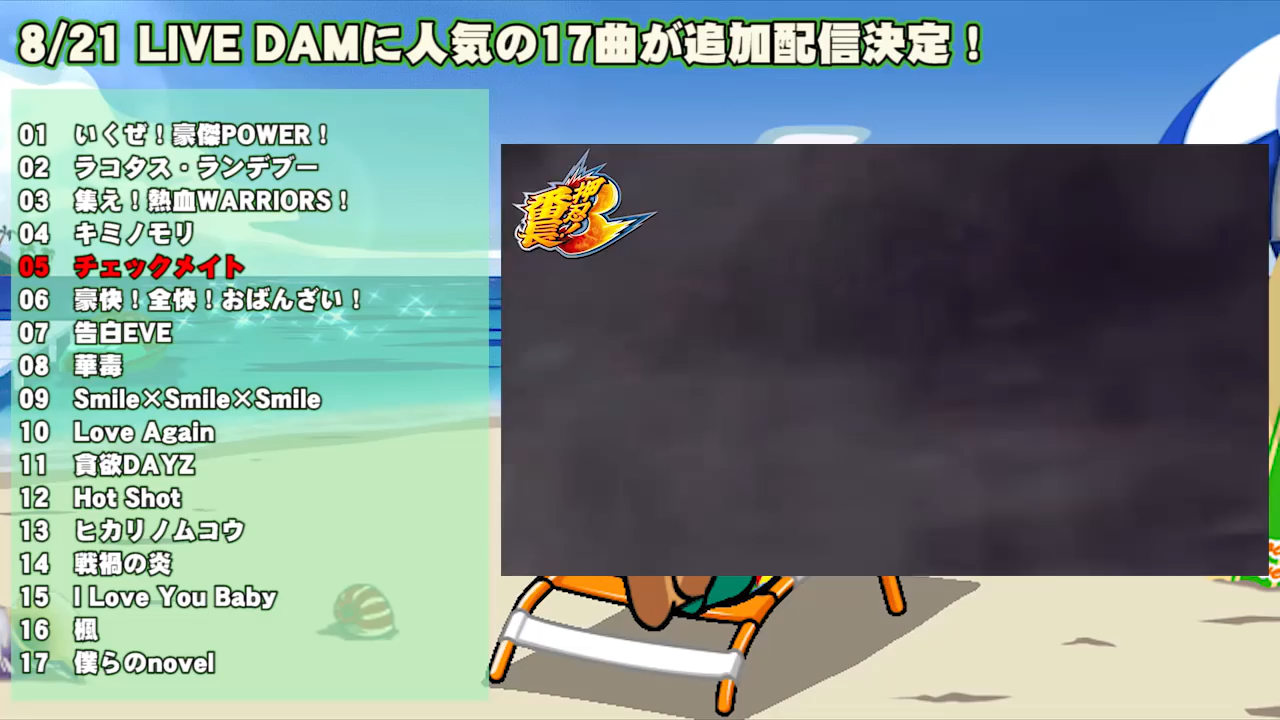 8/21 LIVE DAMに人気の17曲が追加配信決定！
01 いくぜ！豪傑POWER！
02 ラコタス・ランデブー
03 集え！熱血WARRIORS！
04 キミノモリ
05 チェックメイト
06 豪快！全快！おばんざい！
07 告白EVE
08 華毒
09 Smile×Smile×Smile
10 Love Again
11 貪欲DAYZ
12 Hot Shot
13 ヒカリノムコウ
14 戦禍の炎
15 I Love You Baby
16 楓
17 僕らのnovel
押忍！
番長3